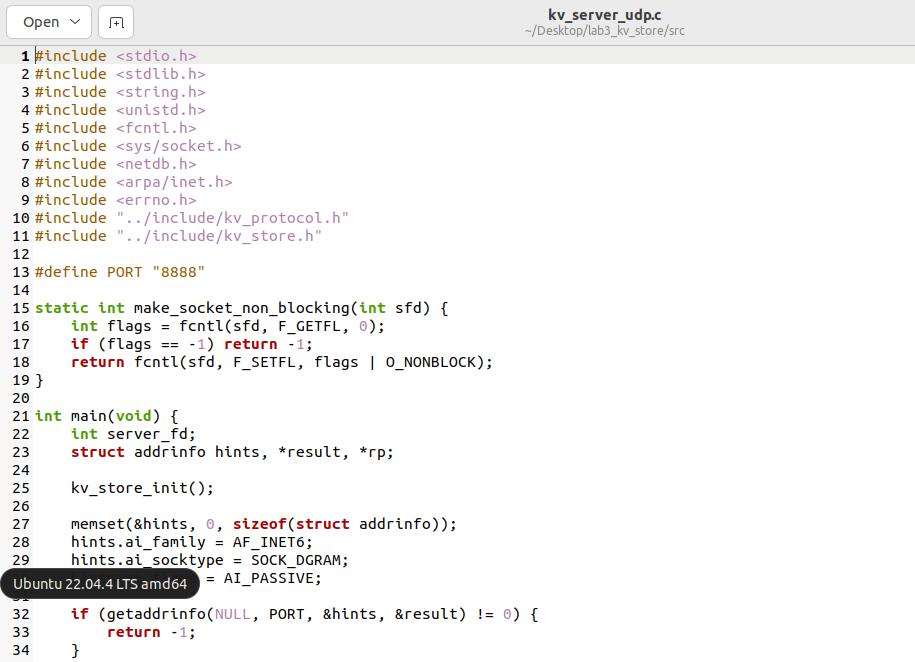 Open
kv_server_udp.c
~/Desktop/lab3_kv_store/src
1 #include <stdio.h>
2 #include <stdlib.h>
3 #include <string.h>
4 #include <unistd.h>
5 #include <fcntl.h>
6 #include <sys/socket.h>
7 #include <netdb.h>
8 #include <arpa/inet.h>
9 #include <errno.h>
10 #include "../include/kv_protocol.h"
11 #include "../include/kv_store.h"
12
13 #define PORT "8888"
14
15 static int make_socket_non_blocking(int sfd) {
16     int flags = fcntl(sfd, F_GETFL, 0);
17     if (flags == -1) return -1;
18     return fcntl(sfd, F_SETFL, flags | O_NONBLOCK);
19 }
20
21 int main(void) {
22     int server_fd;
23     struct addrinfo hints, *result, *rp;
24
25     kv_store_init();
26
27     memset(&hints, 0, sizeof(struct addrinfo));
28     hints.ai_family = AF_INET6;
29     hints.ai_socktype = SOCK_DGRAM;
Ubuntu 22.04.4 LTS amd64 = AI_PASSIVE;
32     if (getaddrinfo(NULL, PORT, &hints, &result) != 0) {
33         return -1;
34     }